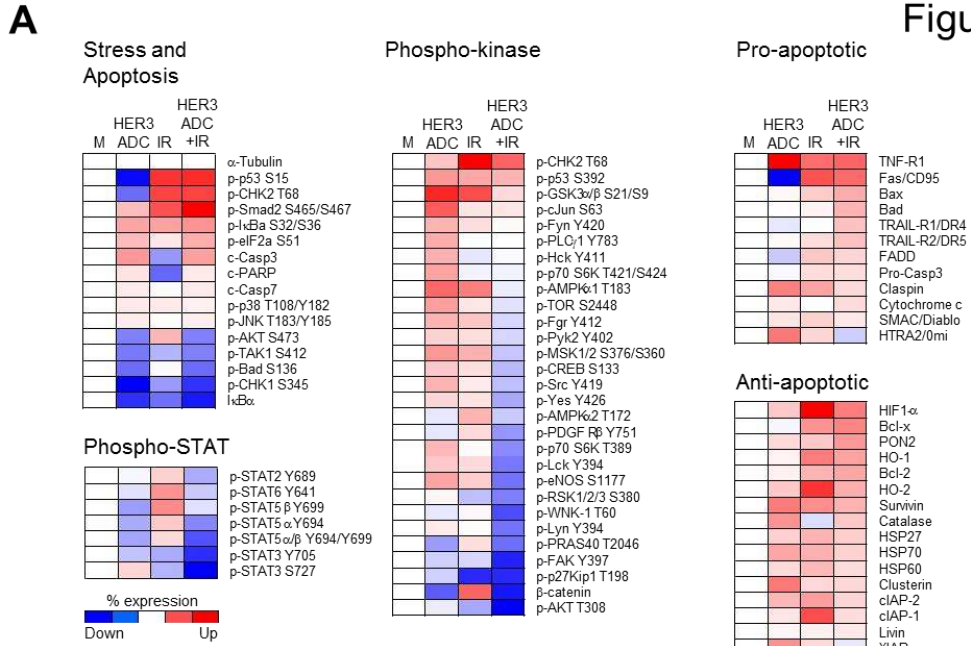 A
Figu
Stress and
Apoptosis
M
HER3
ADC
IR
HER3
ADC
+IR
α-Tubulin
p-p53 S15
p-CHK2 T68
p-Smad2 S465/S467
p-IκBa S32/S36
p-eIF2a S51
c-Casp3
c-PARP
c-Casp7
p-p38 T108/Y182
p-JNK T183/Y185
p-AKT S473
p-TAK1 S412
p-Bad S136
p-CHK1 S345
IκBα
Phospho-STAT
p-STAT2 Y689
p-STAT6 Y641
p-STAT5 β Y699
p-STAT5 α Y694
p-STAT5 α/β Y694/Y699
p-STAT3 Y705
p-STAT3 S727
% expression
Down
Up
Phospho-kinase
M
HER3
ADC
IR
HER3
ADC
+IR
p-CHK2 T68
p-p53 S392
p-GSK3α/β S21/S9
p-cJun S63
p-Fyn Y420
p-PLCγ1 Y783
p-Hck Y411
p-p70 S6K T421/S424
p-AMPKα1 T183
p-TOR S2448
p-Fgr Y412
p-Pyk2 Y402
p-MSK1/2 S376/S360
p-CREB S133
p-Src Y419
p-Yes Y426
p-AMPKα2 T172
p-PDGF Rβ Y751
p-p70 S6K T389
p-Lck Y394
p-eNOS S1177
p-RSK1/2/3 S380
p-WNK-1 T60
p-Lyn Y394
p-PRAS40 T2046
p-FAK Y397
p-p27Kip1 T198
β-catenin
p-AKT T308
Pro-apoptotic
M
HER3
ADC
IR
HER3
ADC
+IR
TNF-R1
Fas/CD95
Bax
Bad
TRAIL-R1/DR4
TRAIL-R2/DR5
FADD
Pro-Casp3
Claspin
Cytochrome c
SMAC/Diablo
HTRA2/0mi
Anti-apoptotic
HIF1-α
Bcl-x
PON2
HO-1
Bcl-2
HO-2
Survivin
Catalase
HSP27
HSP70
HSP60
Clusterin
cIAP-2
cIAP-1
Livin